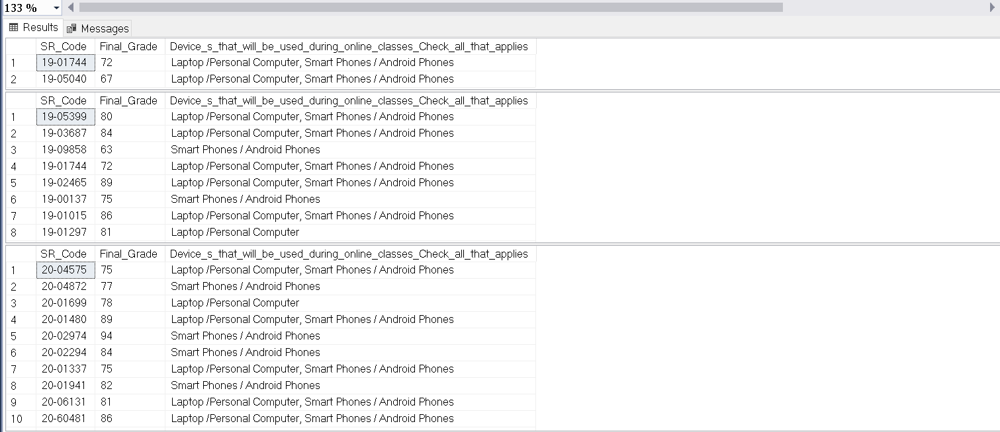 133 %
Results Messages
SR_Code Final_Grade Device_s_that_will_be_used_during_online_classes_Check_all_that_applies
1 19-01744 72 Laptop /Personal Computer, Smart Phones / Android Phones
2 19-05040 67 Laptop /Personal Computer, Smart Phones / Android Phones
SR_Code Final_Grade Device_s_that_will_be_used_during_online_classes_Check_all_that_applies
1 19-05399 80 Laptop /Personal Computer, Smart Phones / Android Phones
2 19-03687 84 Laptop /Personal Computer, Smart Phones / Android Phones
3 19-09858 63 Smart Phones / Android Phones
4 19-01744 72 Laptop /Personal Computer, Smart Phones / Android Phones
5 19-02465 89 Laptop /Personal Computer, Smart Phones / Android Phones
6 19-00137 75 Smart Phones / Android Phones
7 19-01015 86 Laptop /Personal Computer, Smart Phones / Android Phones
8 19-01297 81 Laptop /Personal Computer
SR_Code Final_Grade Device_s_that_will_be_used_during_online_classes_Check_all_that_applies
1 20-04575 75 Laptop /Personal Computer, Smart Phones / Android Phones
2 20-04872 77 Smart Phones / Android Phones
3 20-01699 78 Laptop /Personal Computer
4 20-01480 89 Laptop /Personal Computer, Smart Phones / Android Phones
5 20-02974 94 Smart Phones / Android Phones
6 20-02294 84 Smart Phones / Android Phones
7 20-01337 75 Laptop /Personal Computer, Smart Phones / Android Phones
8 20-01941 82 Smart Phones / Android Phones
9 20-06131 81 Laptop /Personal Computer, Smart Phones / Android Phones
10 20-60481 86 Laptop /Personal Computer, Smart Phones / Android Phones